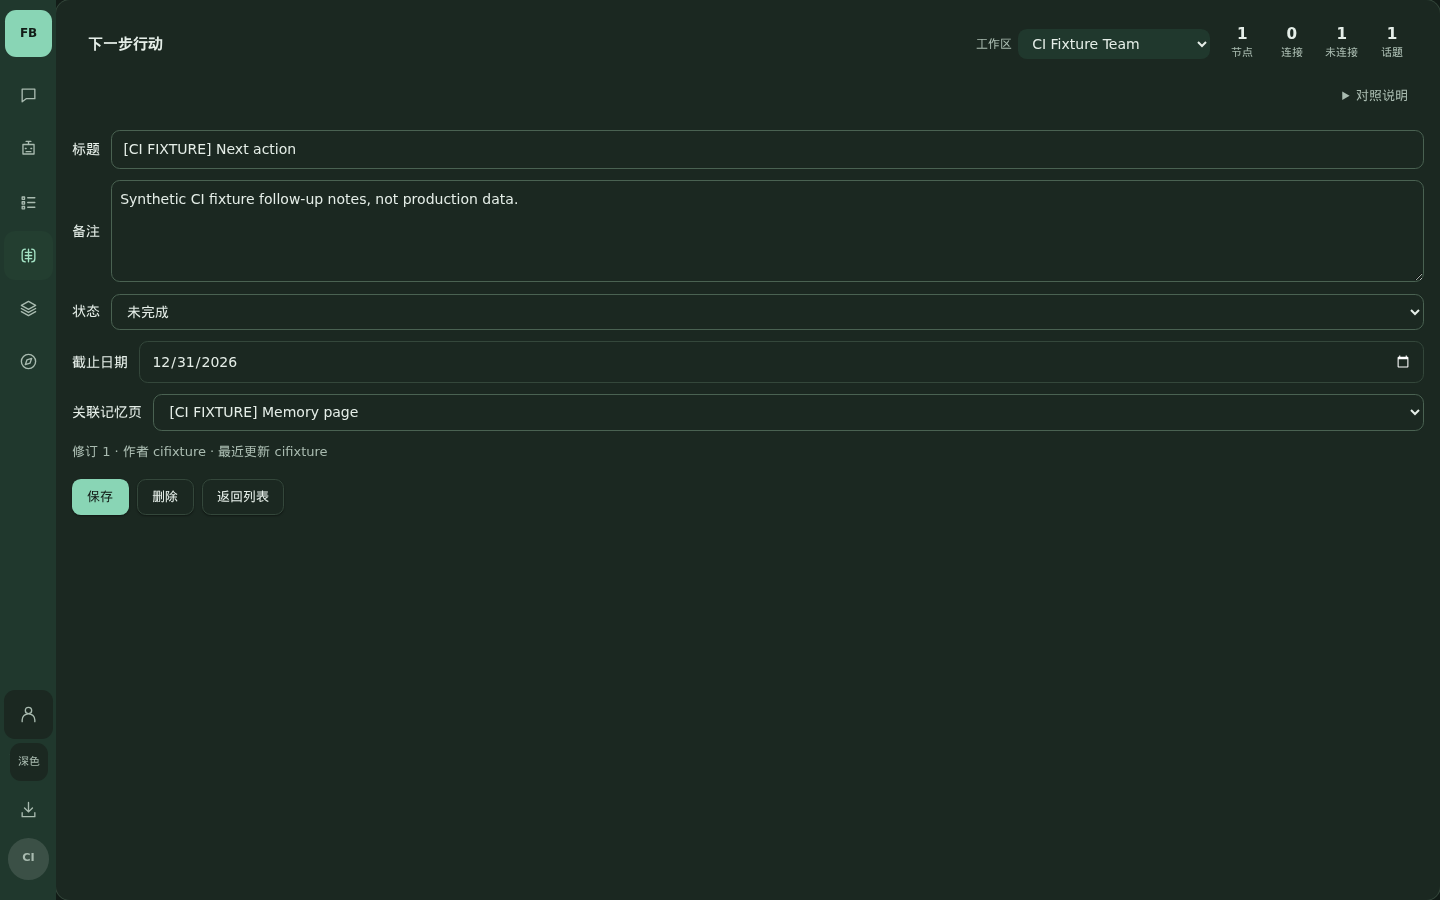 FB
下一步行动
工作区
CI Fixture Team
1
节点
0
连接
1
未连接
1
话题
▶ 对照说明
标题
[CI FIXTURE] Next action
备注
Synthetic CI fixture follow-up notes, not production data.
状态
未完成
截止日期
12/31/2026
关联记忆页
[CI FIXTURE] Memory page
修订 1 · 作者 cifixture · 最近更新 cifixture
保存
删除
返回列表
深色
CI